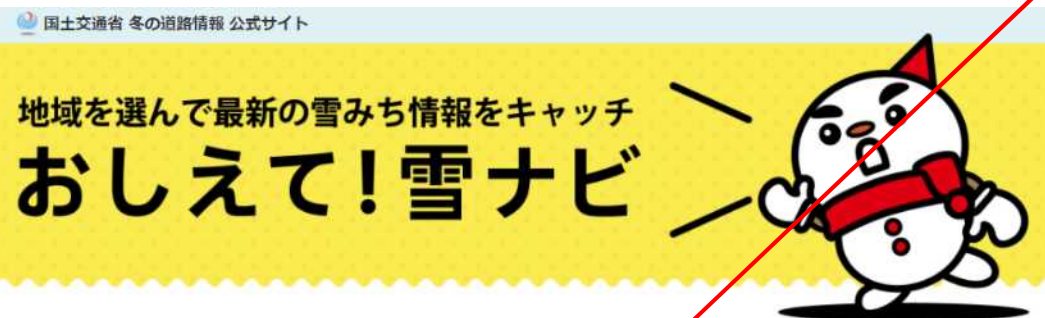 国土交通省 冬の道路情報 公式サイト
地域を選んで最新の雪みち情報をキャッチ
おしえて!雪ナビ